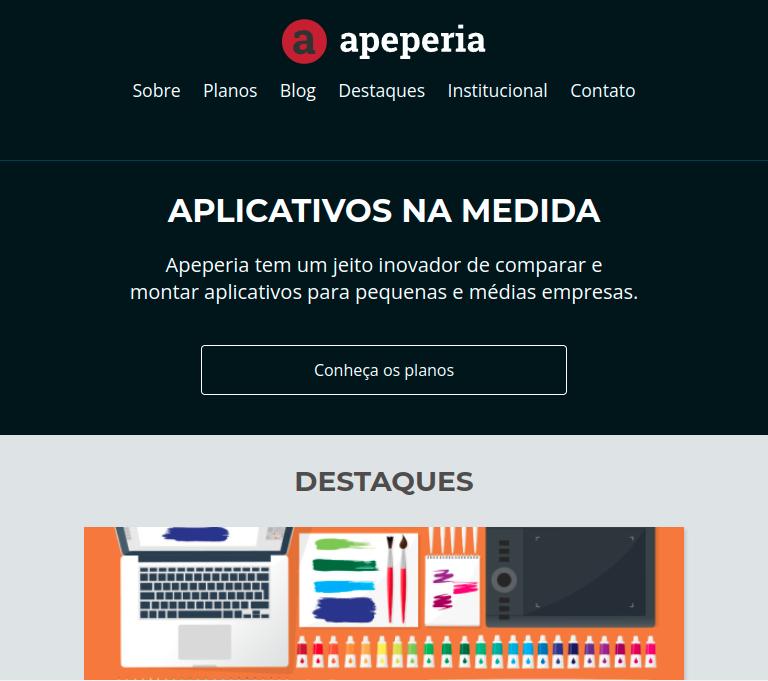 a apeperia
Sobre Planos Blog Destaques Institucional Contato
APLICATIVOS NA MEDIDA
Apeperia tem um jeito inovador de comparar e
montar aplicativos para pequenas e médias empresas.
Conheça os planos
DESTAQUES